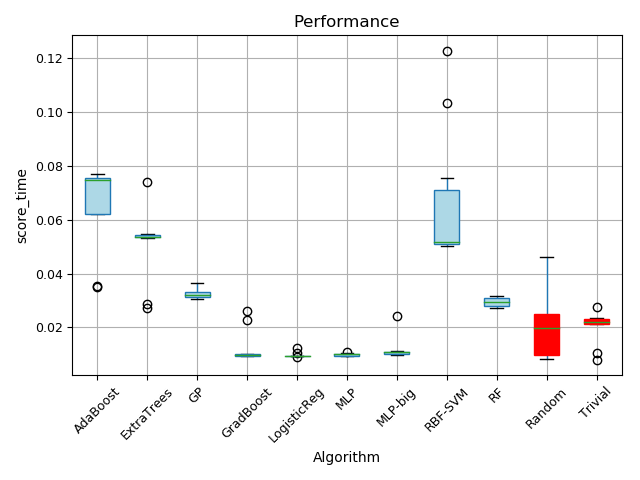 Performance
score_time
0.12
0.10
0.08
0.06
0.04
0.02
AdaBoost
ExtraTrees
GP
GradBoost
LogisticReg
MLP
MLP-big
RBF-SVM
RF
Random
Trivial
Algorithm